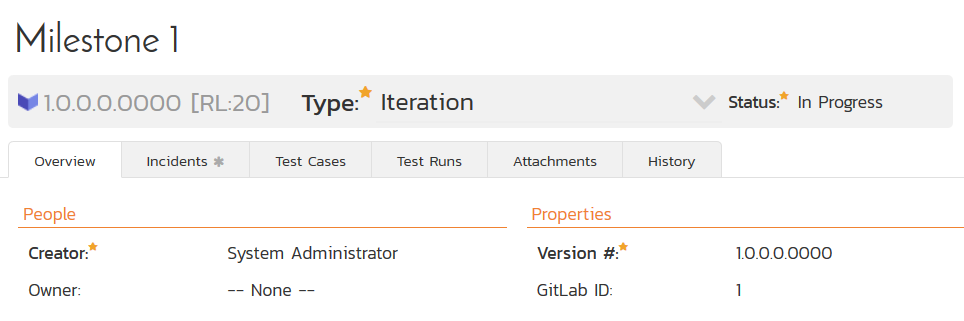 Milestone 1
1.0.0.0.0000 [RL:20] Type: Iteration Status: In Progress
Overview Incidents Test Cases Test Runs Attachments History
People Properties
Creator: System Administrator Version #: 1.0.0.0.0000
Owner: -- None -- GitLab ID: 1